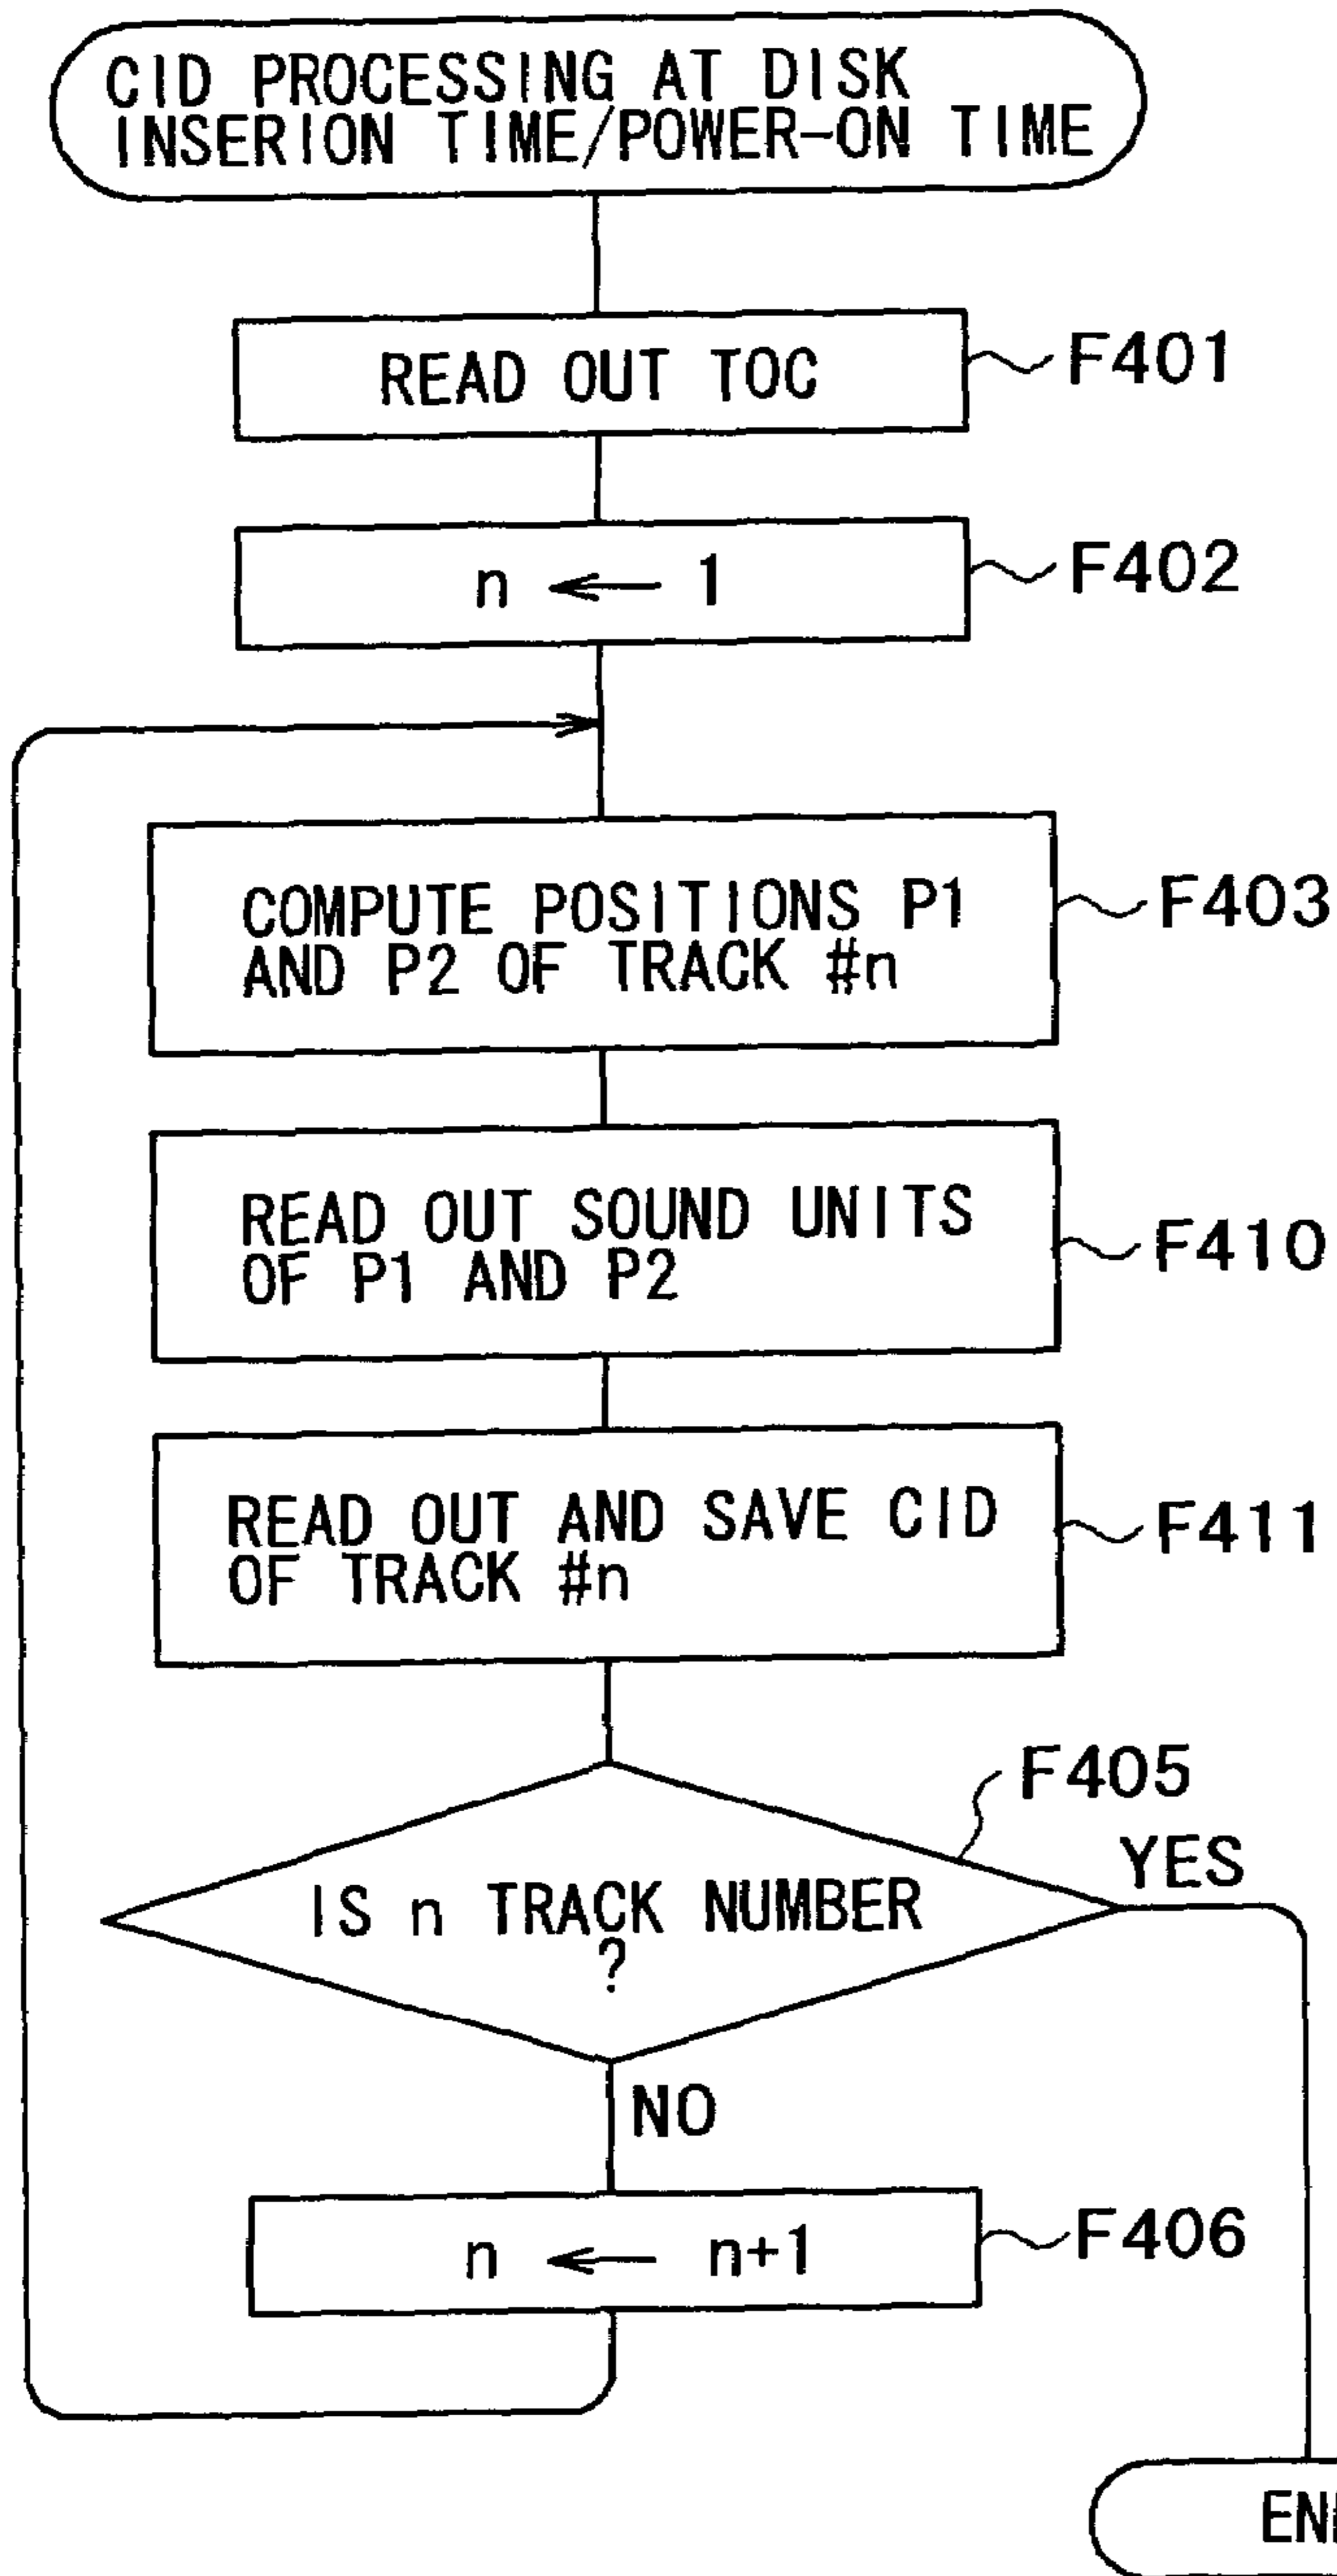 CID PROCESSING AT DISK
INSERION TIME/POWER-ON TIME
READ OUT TOC
F401
n ← 1
F402
COMPUTE POSITIONS P1
AND P2 OF TRACK #n
F403
READ OUT SOUND UNITS
OF P1 AND P2
F410
READ OUT AND SAVE CID
OF TRACK #n
F411
F405
YES
IS n TRACK NUMBER
?
NO
n ← n+1
F406